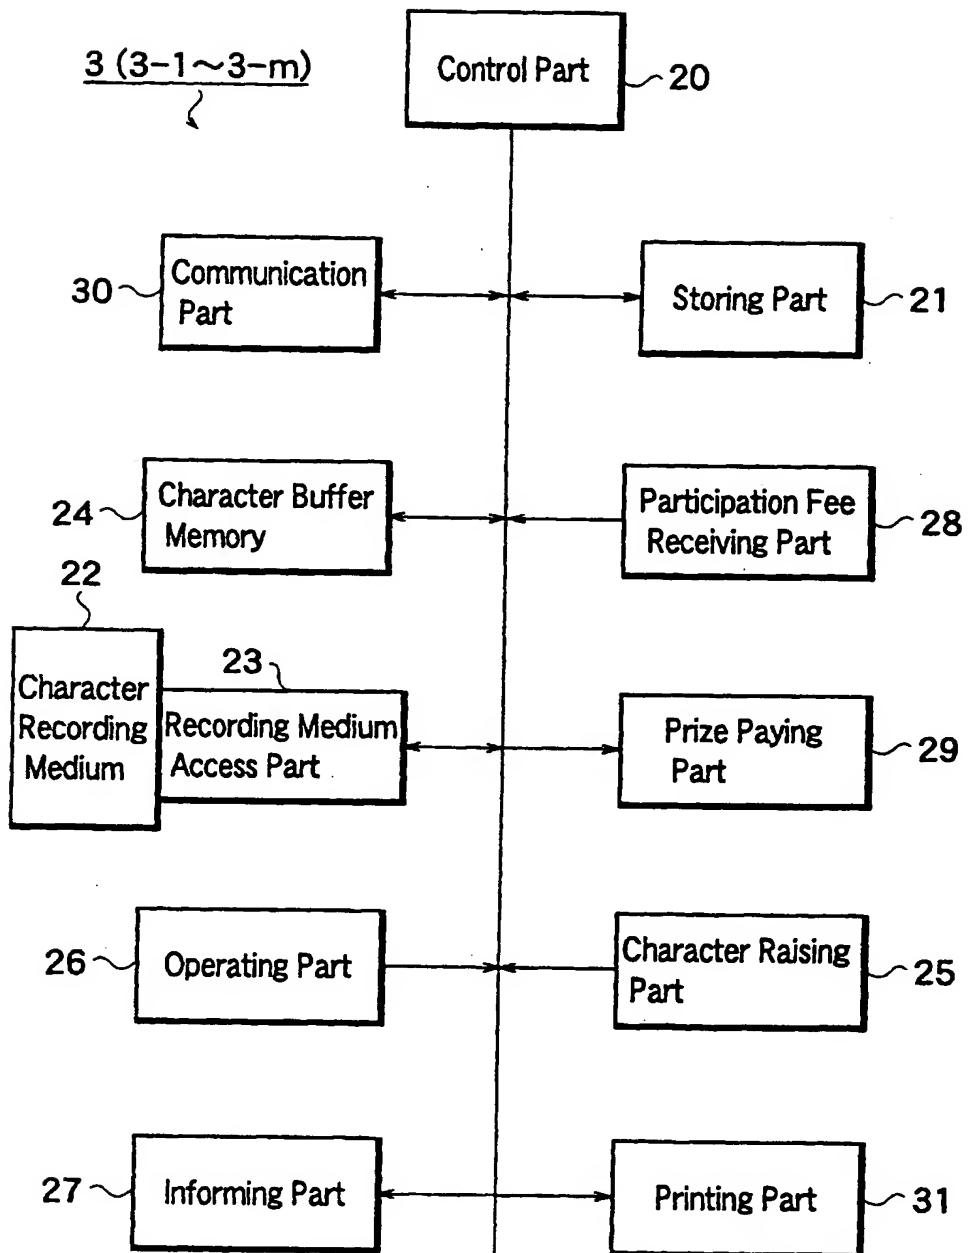 3 (3-1~3-m)
Control Part
20
30
Communication
Part
Storing Part
21
24
Character Buffer
Memory
Participation Fee
Receiving Part
28
22
Character
Recording
Medium
23
Recording Medium
Access Part
Prize Paying
Part
29
26
Operating Part
Character Raising
Part
25
27
Informing Part
Printing Part
31